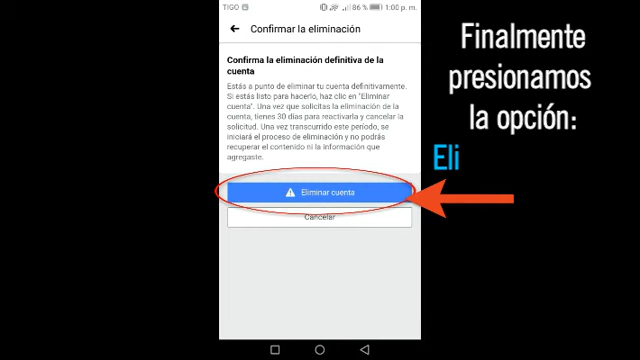 TIGO
86 % 1:00 p. m.
Confirmar la eliminación
Confirma la eliminación definitiva de la
cuenta
Estás a punto de eliminar tu cuenta definitivamente.
Si estás listo para hacerlo, haz clic en "Eliminar
cuenta". Una vez que solicitas la eliminación de la
cuenta, tienes 30 días para reactivarla y cancelar la
solicitud. Una vez transcurrido este período, se
iniciará el proceso de eliminación y no podrás
recuperar el contenido ni la información que
agregaste.
Eliminar cuenta
Cancelar
Finalmente
presionamos
la opción:
Eli